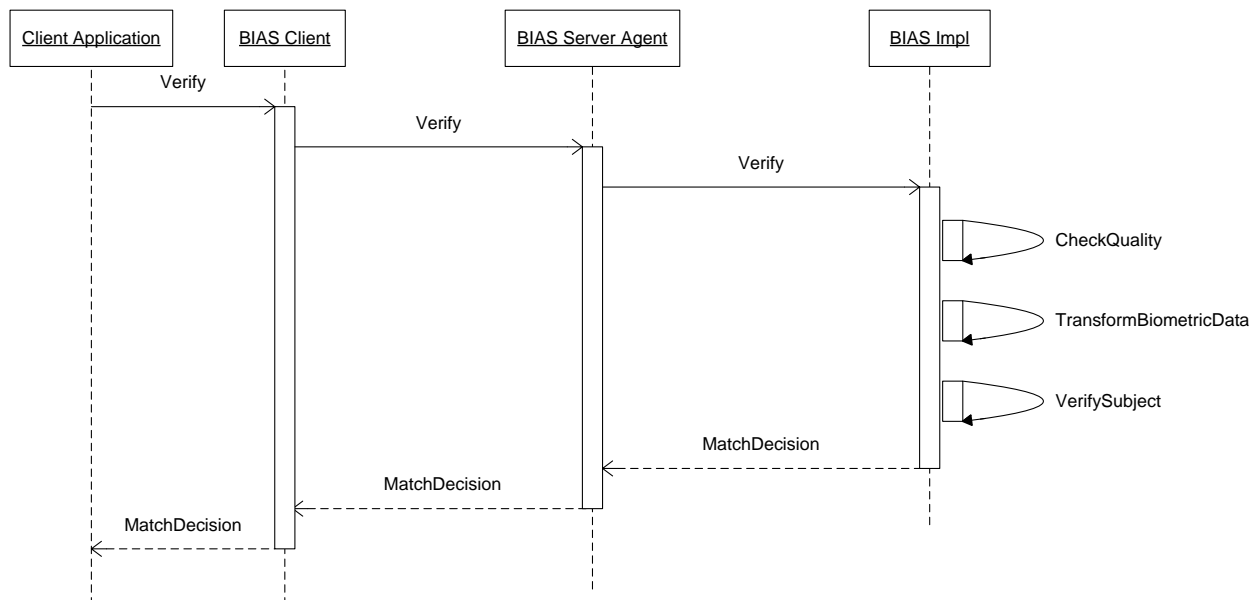 Client Application
BIAS Client
BIAS Server Agent
BIAS Impl
Verify
Verify
Verify
CheckQuality
TransformBiometricData
VerifySubject
MatchDecision
MatchDecision
MatchDecision